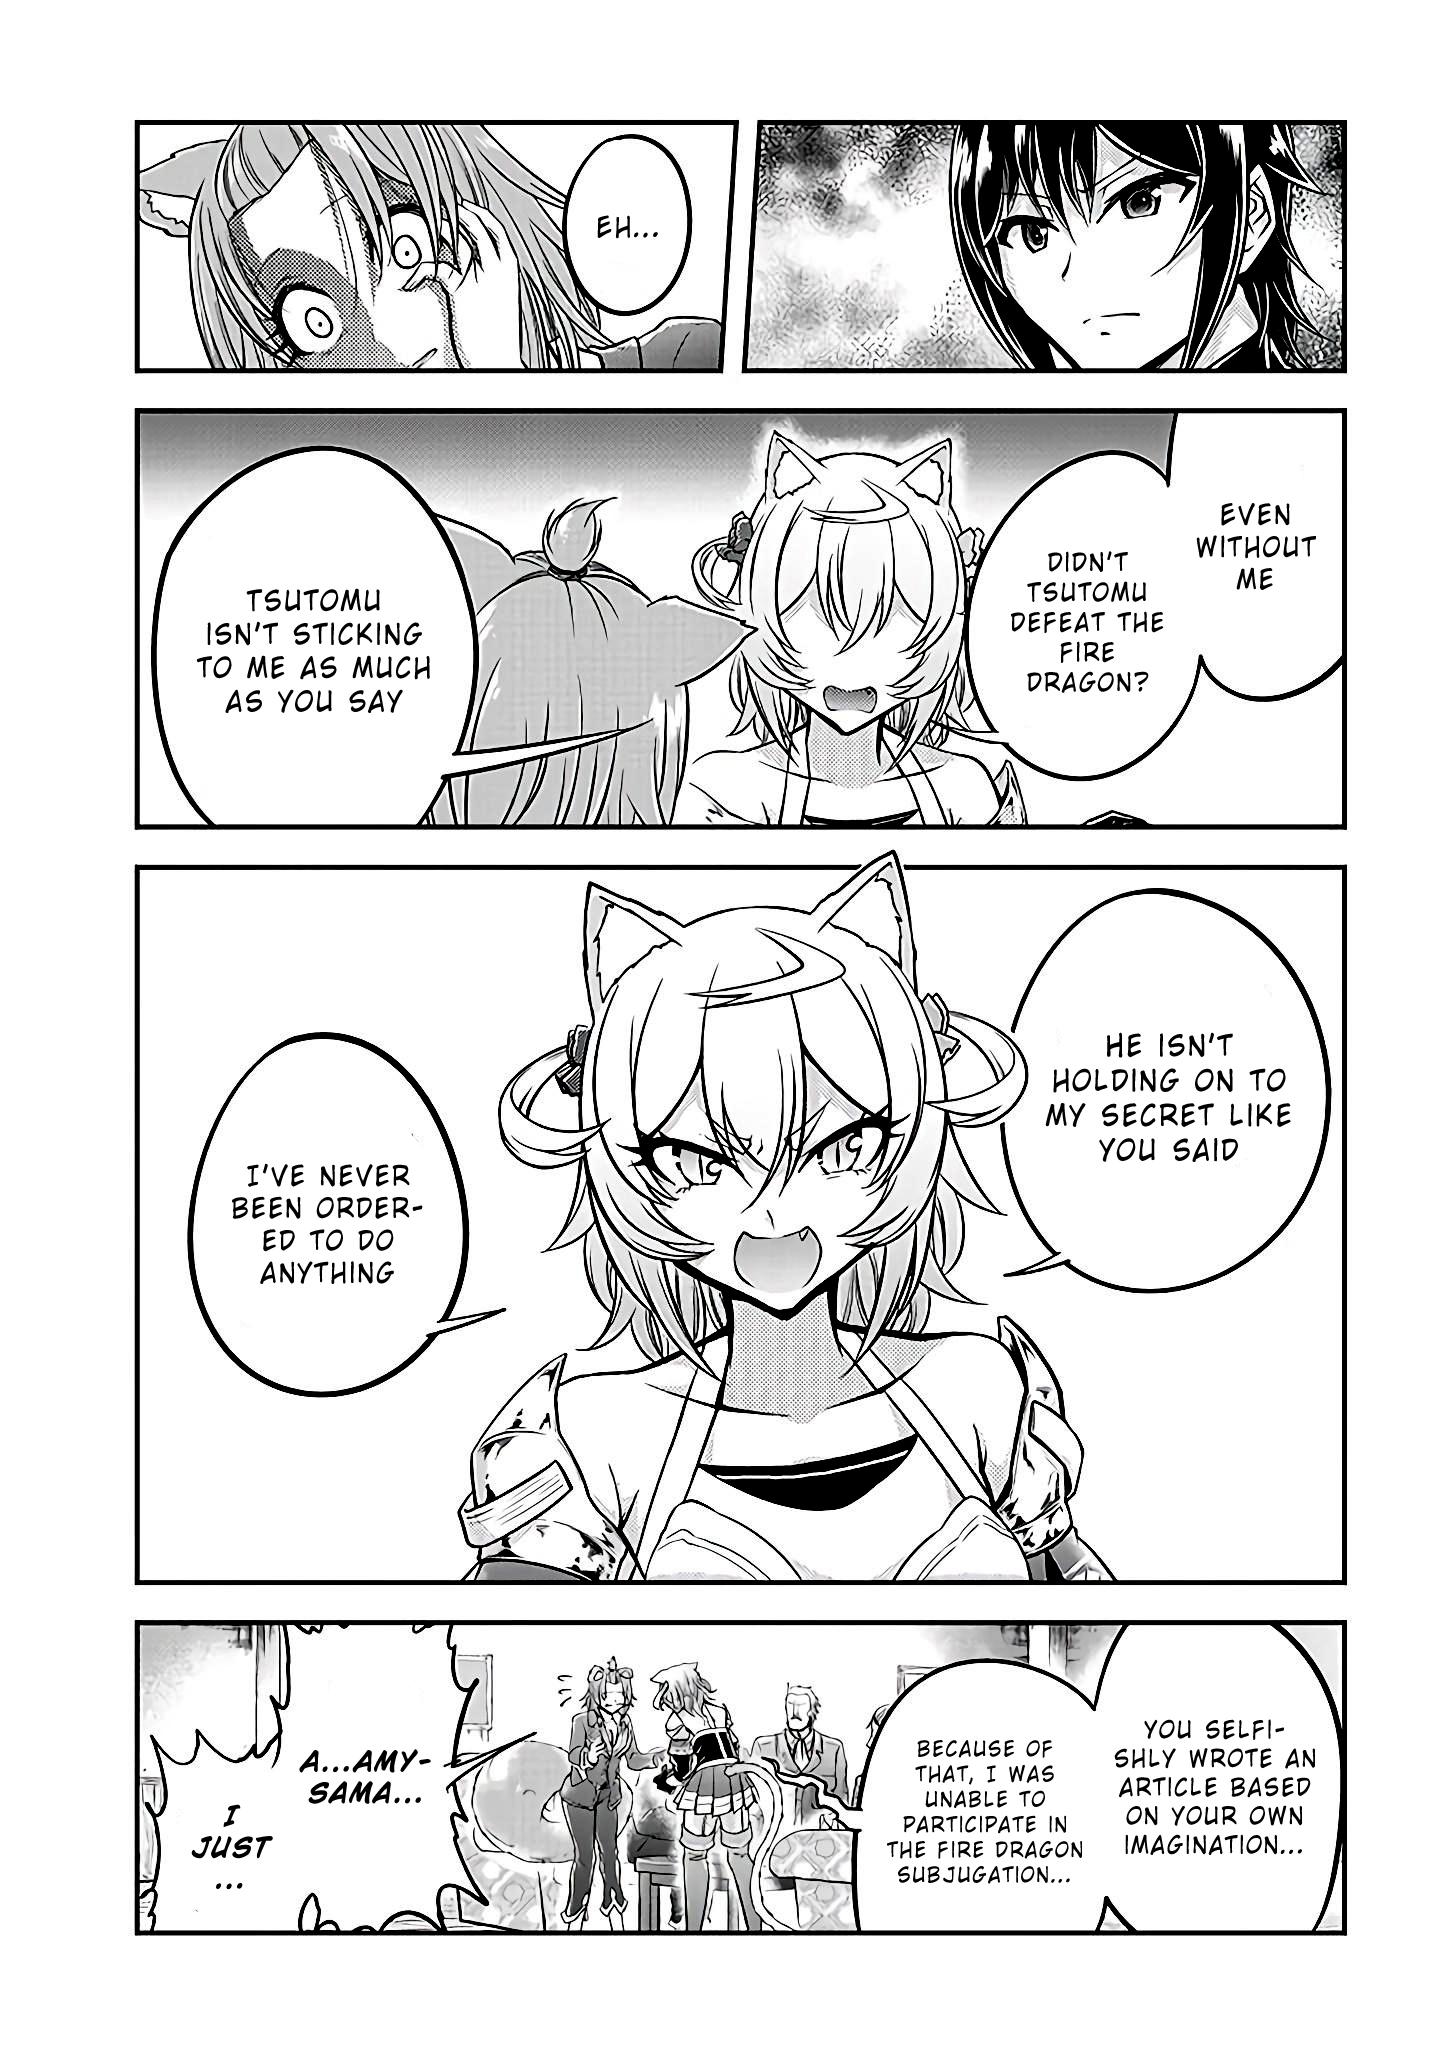 EH...
EVEN
WITHOUT
ME
DIDN'T
TSUTOMU
DEFEAT THE
FIRE
DRAGON?
TSUTOMU
ISN'T STICKING
TO ME AS MUCH
AS YOU SAY
HE ISN'T
HOLDING ON TO
MY SECRET LIKE
YOU SAID
I'VE NEVER
BEEN ORDER-
ED TO DO
ANYTHING
YOU SELFI-
SHLY WROTE AN
ARTICLE BASED
ON YOUR OWN
IMAGINATION...
BECAUSE OF
THAT, I WAS
UNABLE TO
PARTICIPATE IN
THE FIRE DRAGON
SUBJUGATION...
A...AMY-
SAMA...
I
JUST
...